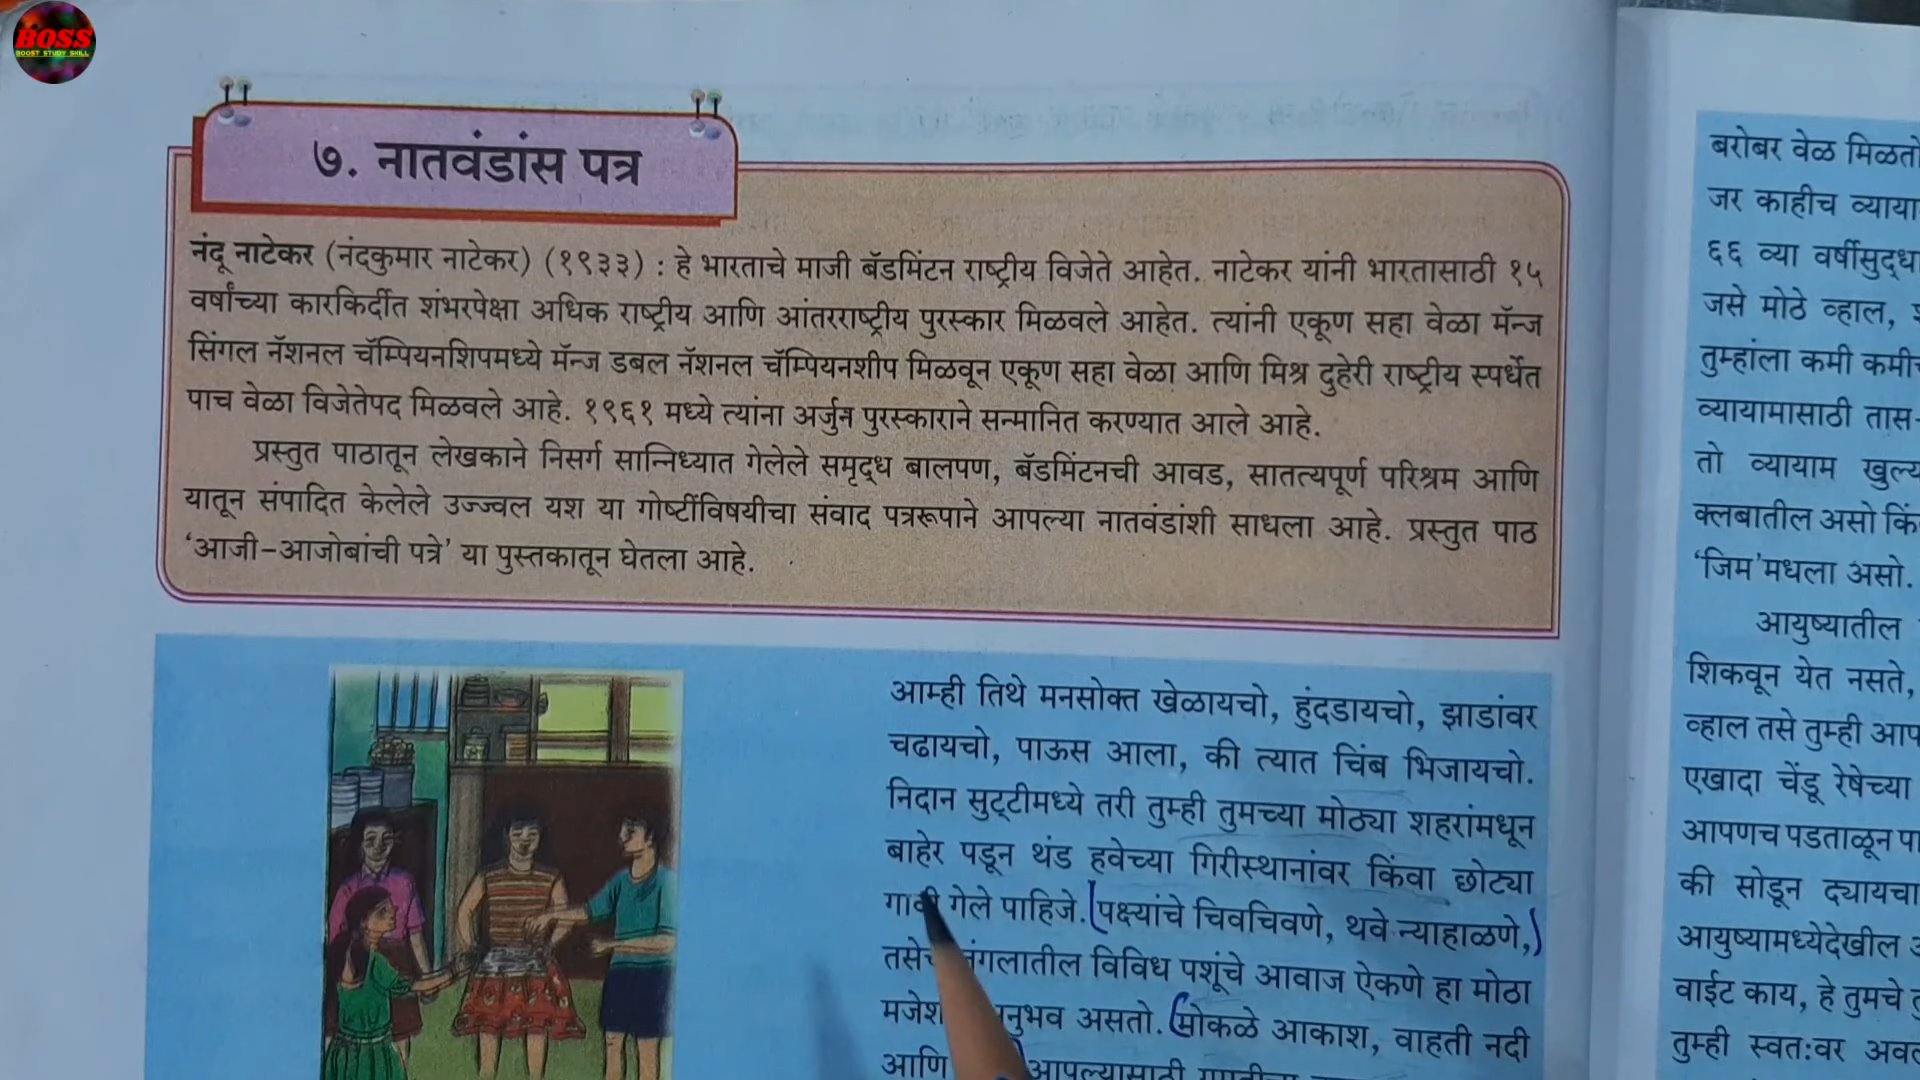 BOSS
BOOST STUDY SKILL
७. नातवंडांस पत्र
नंदू नाटेकर (नंदकुमार नाटेकर) (१९३३) : हे भारताचे माजी बॅडमिंटन राष्ट्रीय विजेते आहेत. नाटेकर यांनी भारतासाठी १५
वर्षांच्या कारकिर्दीत शंभरपेक्षा अधिक राष्ट्रीय आणि आंतरराष्ट्रीय पुरस्कार मिळवले आहेत. त्यांनी एकूण सहा वेळा मॅन्ज
सिंगल नॅशनल चॅम्पियनशिपमध्ये मॅन्ज डबल नॅशनल चॅम्पियनशीप मिळवून एकूण सहा वेळा आणि मिश्र दुहेरी राष्ट्रीय स्पर्धेत
पाच वेळा विजेतेपद मिळवले आहे. १९६१ मध्ये त्यांना अर्जुन पुरस्काराने सन्मानित करण्यात आले आहे.
प्रस्तुत पाठातून लेखकाने निसर्ग सान्निध्यात गेलेले समृद्ध बालपण, बॅडमिंटनची आवड, सातत्यपूर्ण परिश्रम आणि
यातून संपादित केलेले उज्ज्वल यश या गोष्टींविषयीचा संवाद पत्ररूपाने आपल्या नातवंडांशी साधला आहे. प्रस्तुत पाठ
‘आजी-आजोबांची पत्रे’ या पुस्तकातून घेतला आहे.
आम्ही तिथे मनसोक्त खेळायचो, हुंदडायचो, झाडांवर
चढायचो, पाऊस आला, की त्यात चिंब भिजायचो.
निदान सुट्टीमध्ये तरी तुम्ही तुमच्या मोठ्या शहरांमधून
बाहेर पडून थंड हवेच्या गिरीस्थानांवर किंवा छोट्या
गेले पाहिजे. (पक्ष्यांचे चिवचिवणे, थवे न्याहाळणे,)
विविध पशूंचे आवाज ऐकणे हा मोठा
असतो. (मोकळे आकाश, वाहती नदी
आणि आपल्यासाठी
बरोबर वेळ मिळतो
जर काहीच व्याया
६६ व्या वर्षीसुद्धा
जसे मोठे व्हाल,
तुम्हांला कमी कमी
व्यायामासाठी तास-
तो व्यायाम खुल्य
क्लबातील असो किं
‘जिम’मधला असो.
आयुष्यातील
शिकवून येत नसते,
व्हाल तसे तुम्ही आप
एखादा चेंडू रेषेच्या
आपणच पडताळून पा
की सोडून द्यायचा
आयुष्यामध्येदेखील
वाईट काय, हे तुमचे
तुम्ही स्वतःवर अवल